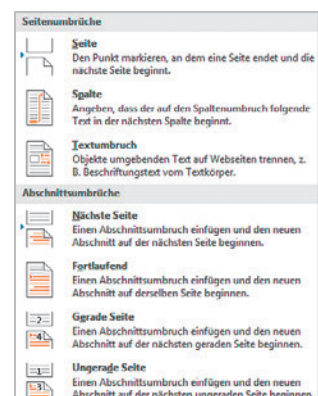 Seitenumbrüche
Seite
Den Punkt markieren, an dem eine Seite endet und die
nächste Seite beginnt.
Spalte
Angeben, dass der auf den Spaltenumbruch folgende
Text in der nächsten Spalte beginnt.
Textumbruch
Objekte umgebenden Text auf Webseiten trennen, z.
B. Beschriftungstext vom Textkörper.
Abschnittsumbrüche
Nächste Seite
Einen Abschnittsumbruch einfügen und den neuen
Abschnitt auf der nächsten Seite beginnen.
Fortlaufend
Einen Abschnittsumbruch einfügen und den neuen
Abschnitt auf derselben Seite beginnen.
Gerade Seite
Einen Abschnittsumbruch einfügen und den neuen
Abschnitt auf der nächsten geraden Seite beginnen.
2
4
Ungerade Seite
Einen Abschnittsumbruch einfügen und den neuen
Abschnitt auf der nächsten ungeraden Seite beginnen.
1
3